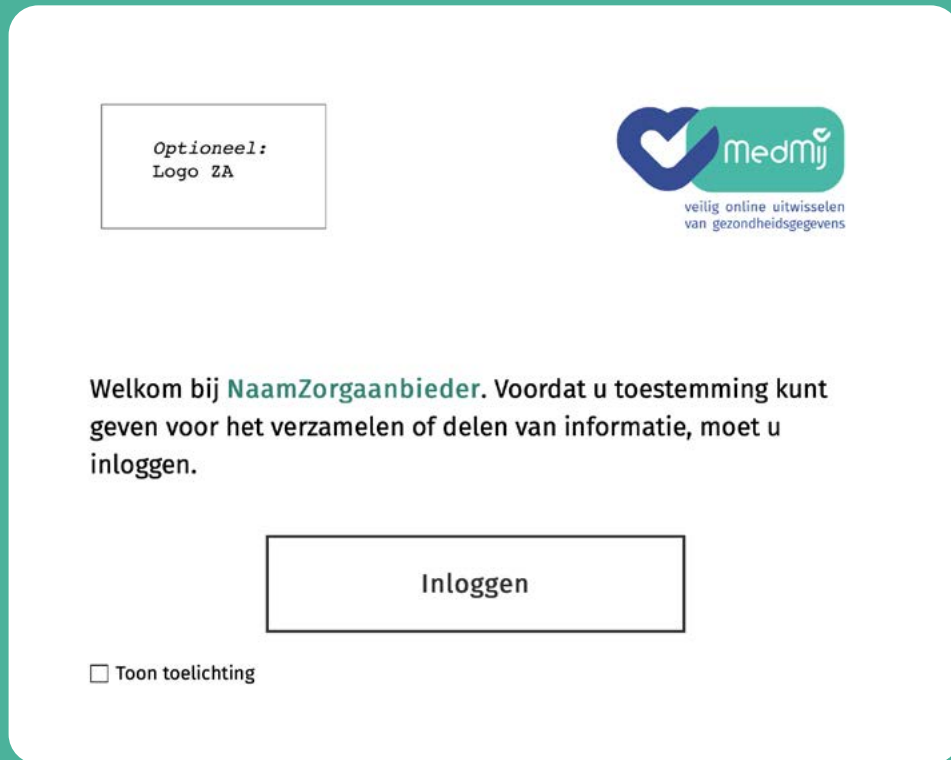 Optioneel:
Logo ZA
MedMij
veilig online uitwisselen
van gezondheidsgegevens
Welkom bij NaamZorgaanbieder. Voordat u toestemming kunt
geven voor het verzamelen of delen van informatie, moet u
inloggen.
Inloggen
Toon toelichting